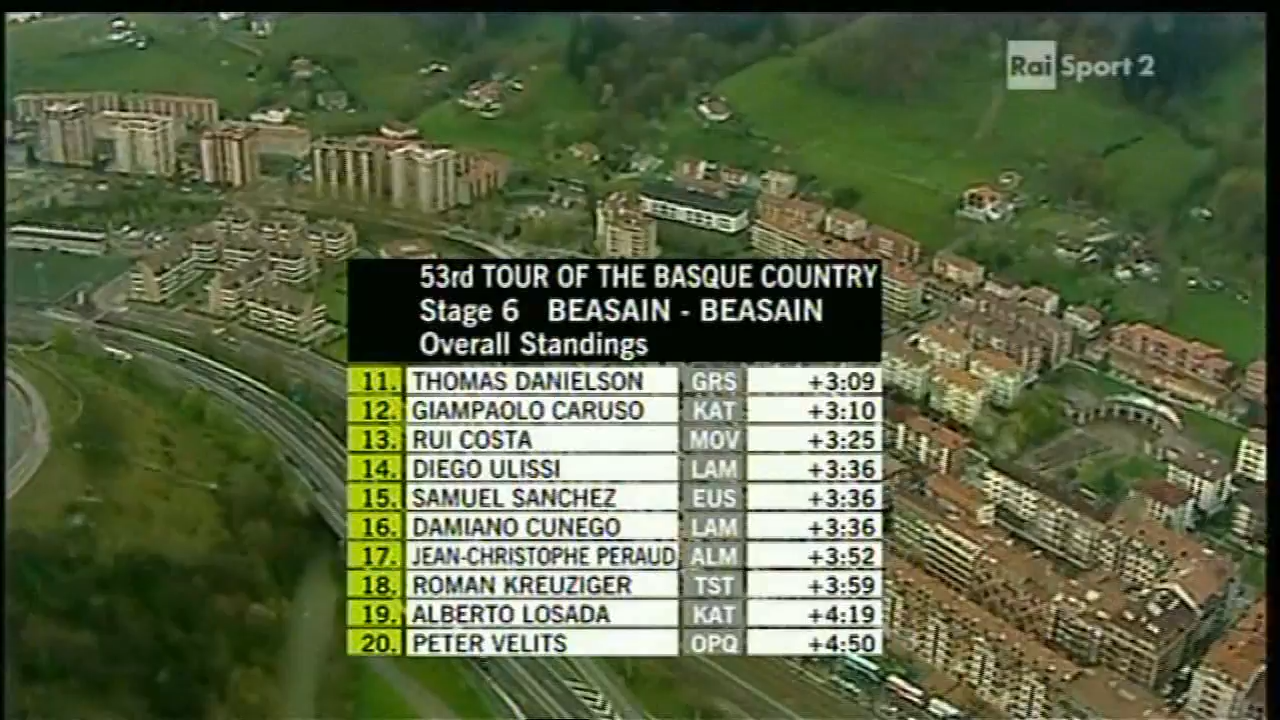 Rai Sport 2
53rd TOUR OF THE BASQUE COUNTRY
Stage 6 BEASAIN - BEASAIN
Overall Standings
11. THOMAS DANIELSON GRS +3:09
12. GIAMPAOLO CARUSO KAT +3:10
13. RUI COSTA MOV +3:25
14. DIEGO ULISSI LAM +3:36
15. SAMUEL SANCHEZ EUS +3:36
16. DAMIANO CUNEGO LAM +3:36
17. JEAN-CHRISTOPHE PERAUD ALM +3:52
18. ROMAN KREUZIGER TST +3:59
19. ALBERTO LOSADA KAT +4:19
20. PETER VELITS OPQ +4:50